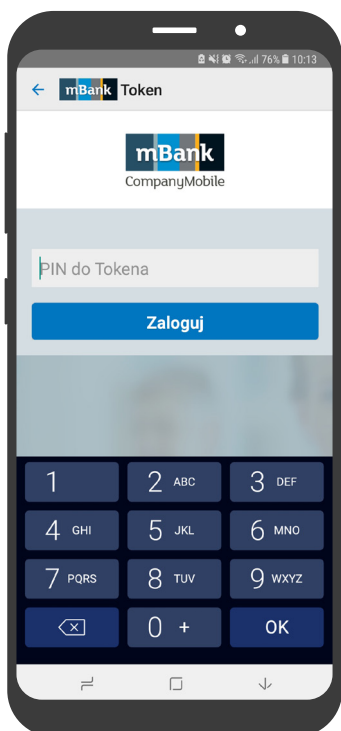 76% 10:13
mBank Token
mBank
CompanyMobile
PIN do Tokena
Zaloguj
1
2 ABC
3 DEF
4 GHI
5 JKL
6 MNO
7 PQRS
8 TUV
9 WXYZ
0 +
OK